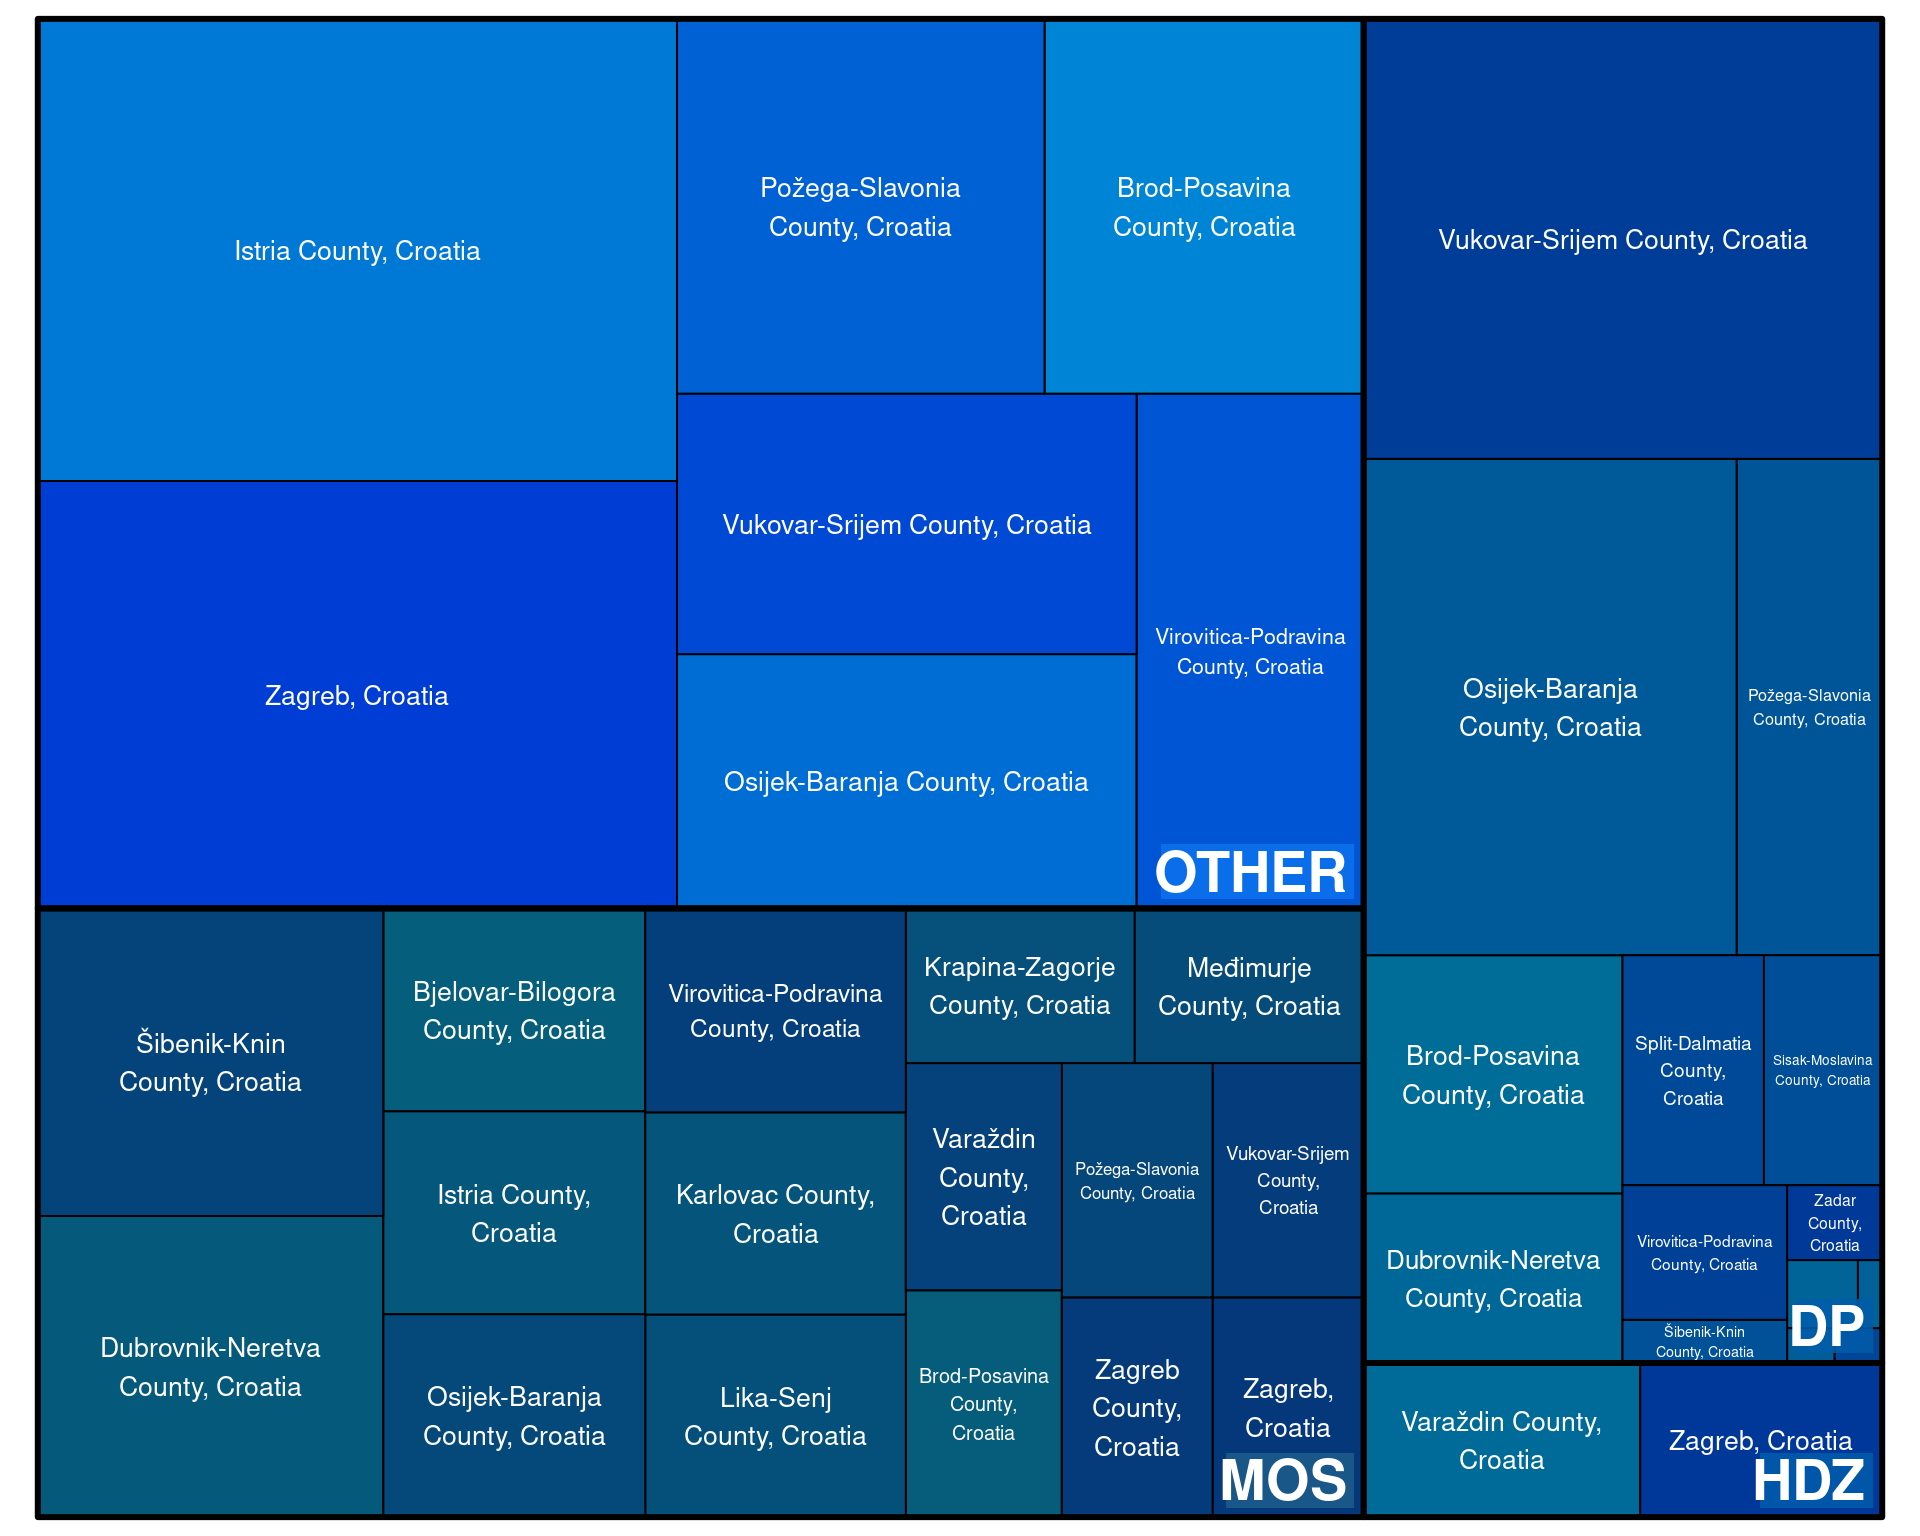 Istria County, Croatia
Zagreb, Croatia
Požega-Slavonia
County, Croatia
Brod-Posavina
County, Croatia
Vukovar-Srijem County, Croatia
Osijek-Baranja County, Croatia
Virovitica-Podravina
County, Croatia
OTHER
Vukovar-Srijem County, Croatia
Osijek-Baranja
County, Croatia
Požega-Slavonia
County, Croatia
Brod-Posavina
County, Croatia
Dubrovnik-Neretva
County, Croatia
Split-Dalmatia
County,
Croatia
Sisak-Moslavina
County, Croatia
Virovitica-Podravina
County, Croatia
Zadar
County,
Croatia
Šibenik-Knin
County, Croatia
DP
Šibenik-Knin
County, Croatia
Dubrovnik-Neretva
County, Croatia
Bjelovar-Bilogora
County, Croatia
Istria County,
Croatia
Osijek-Baranja
County, Croatia
Virovitica-Podravina
County, Croatia
Karlovac County,
Croatia
Lika-Senj
County, Croatia
Krapina-Zagorje
County, Croatia
Međimurje
County, Croatia
Varaždin
County,
Croatia
Požega-Slavonia
County, Croatia
Vukovar-Srijem
County,
Croatia
Brod-Posavina
County,
Croatia
Zagreb
County,
Croatia
Zagreb,
Croatia
MOS
Varaždin County,
Croatia
Zagreb, Croatia
HDZ